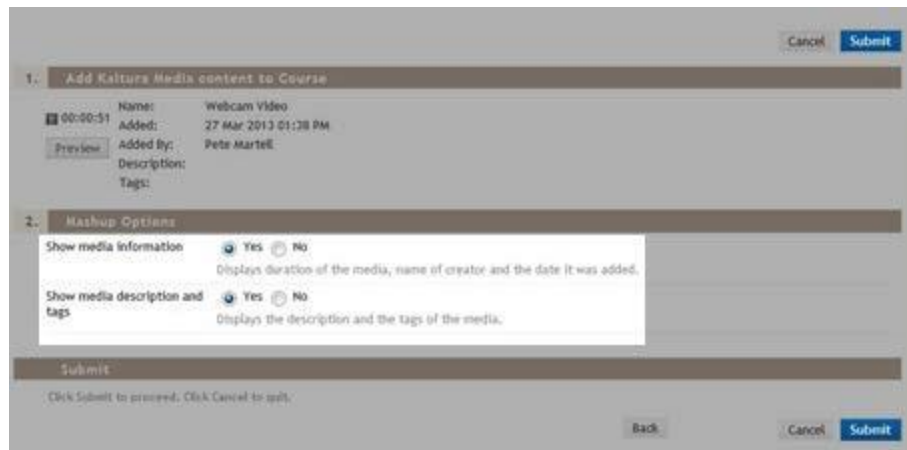 Cancel Submit
1. Add Kaltura Media content to Course
00:00:51
Name: Webcam Video
Added: 27 Mar 2013 01:38 PM
Preview
Added By: Pete Martell
Description:
Tags:
2. Mashup Options
Show media information Yes No
Displays duration of the media, name of creator and the date it was added.
Show media description and tags Yes No
Displays the description and the tags of the media.
Submit
Click Submit to proceed. Click Cancel to quit.
Back Cancel Submit